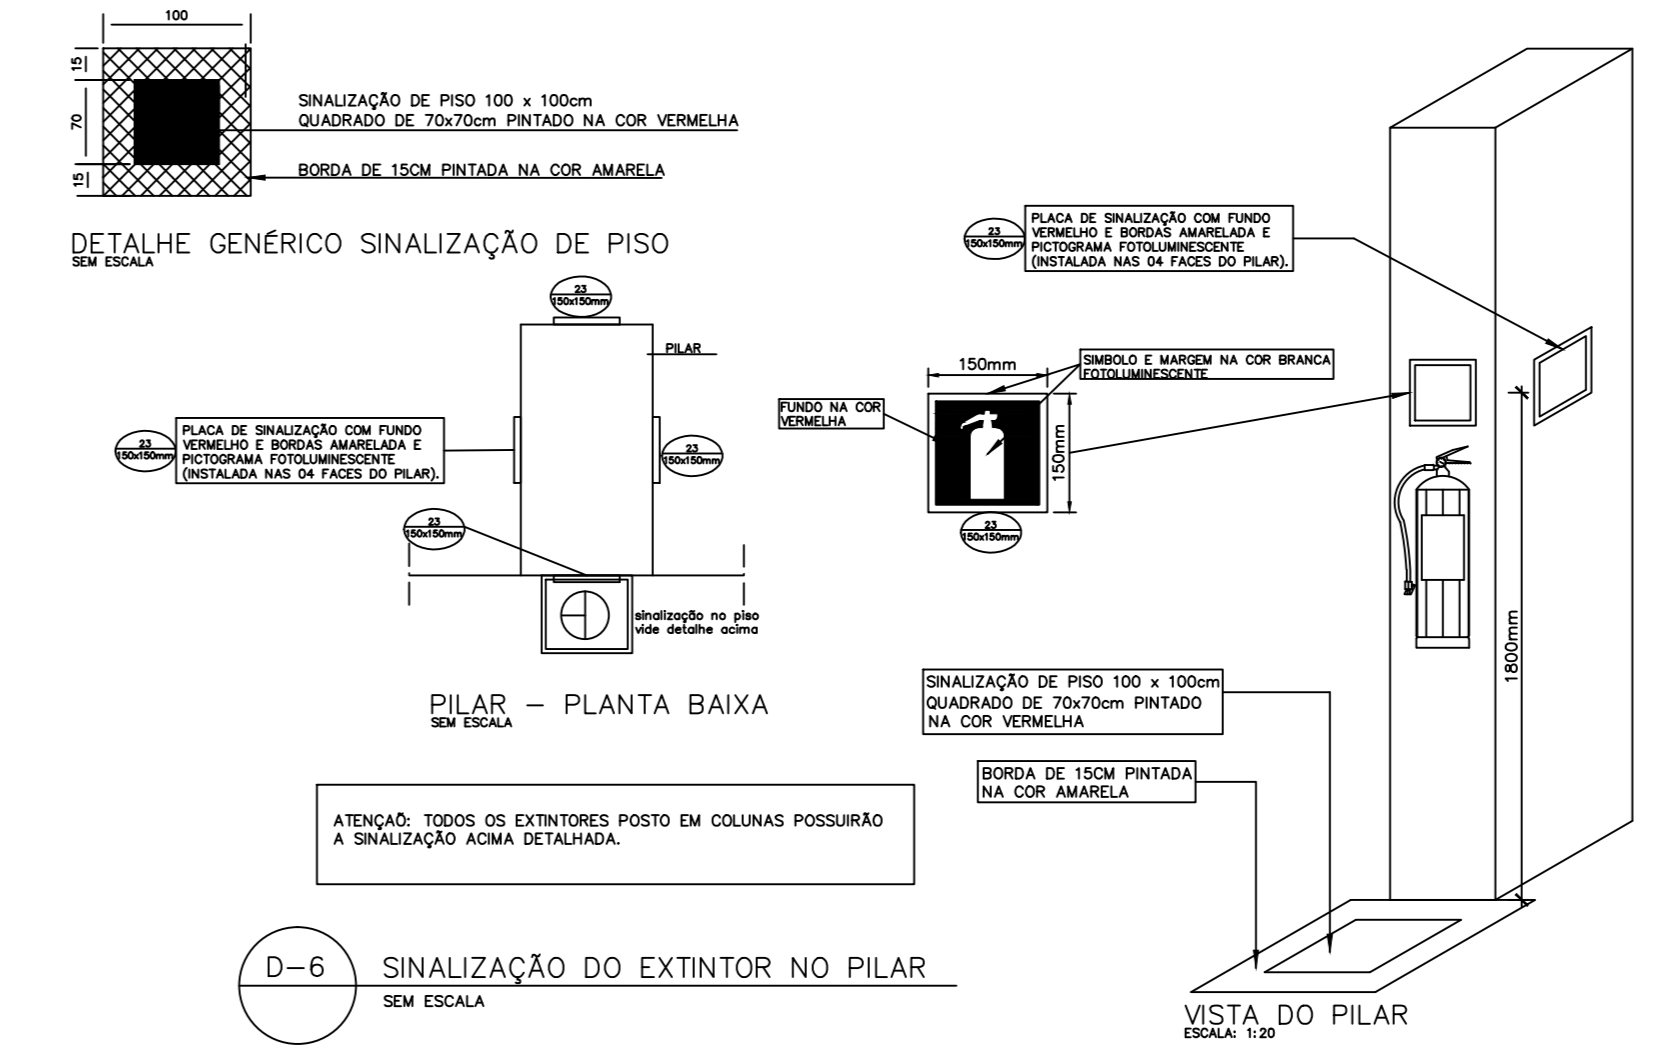 100
15
70
15
SINALIZAÇÃO DE PISO 100 x 100cm
QUADRADO DE 70x70cm PINTADO NA COR VERMELHA
BORDA DE 15CM PINTADA NA COR AMARELA
DETALHE GENÉRICO SINALIZAÇÃO DE PISO
SEM ESCALA
23
150x150mm
PILAR
23
150x150mm
PLACA DE SINALIZAÇÃO COM FUNDO
VERMELHO E BORDAS AMARELADA E
PICTOGRAMA FOTOLUMINESCENTE
(INSTALADA NAS 04 FACES DO PILAR).
23
150x150mm
23
150x150mm
sinalização no piso
vide detalhe acima
PILAR – PLANTA BAIXA
SEM ESCALA
23
150x150mm
PLACA DE SINALIZAÇÃO COM FUNDO
VERMELHO E BORDAS AMARELADA E
PICTOGRAMA FOTOLUMINESCENTE
(INSTALADA NAS 04 FACES DO PILAR).
150mm
SIMBOLO E MARGEM NA COR BRANCA
FOTOLUMINESCENTE
FUNDO NA COR
VERMELHA
150mm
23
150x150mm
1800mm
SINALIZAÇÃO DE PISO 100 x 100cm
QUADRADO DE 70x70cm PINTADO
NA COR VERMELHA
BORDA DE 15CM PINTADA
NA COR AMARELA
ATENÇAÕ: TODOS OS EXTINTORES POSTO EM COLUNAS POSSUIRÃO
A SINALIZAÇÃO ACIMA DETALHADA.
D-6
SINALIZAÇÃO DO EXTINTOR NO PILAR
SEM ESCALA
VISTA DO PILAR
ESCALA: 1:20